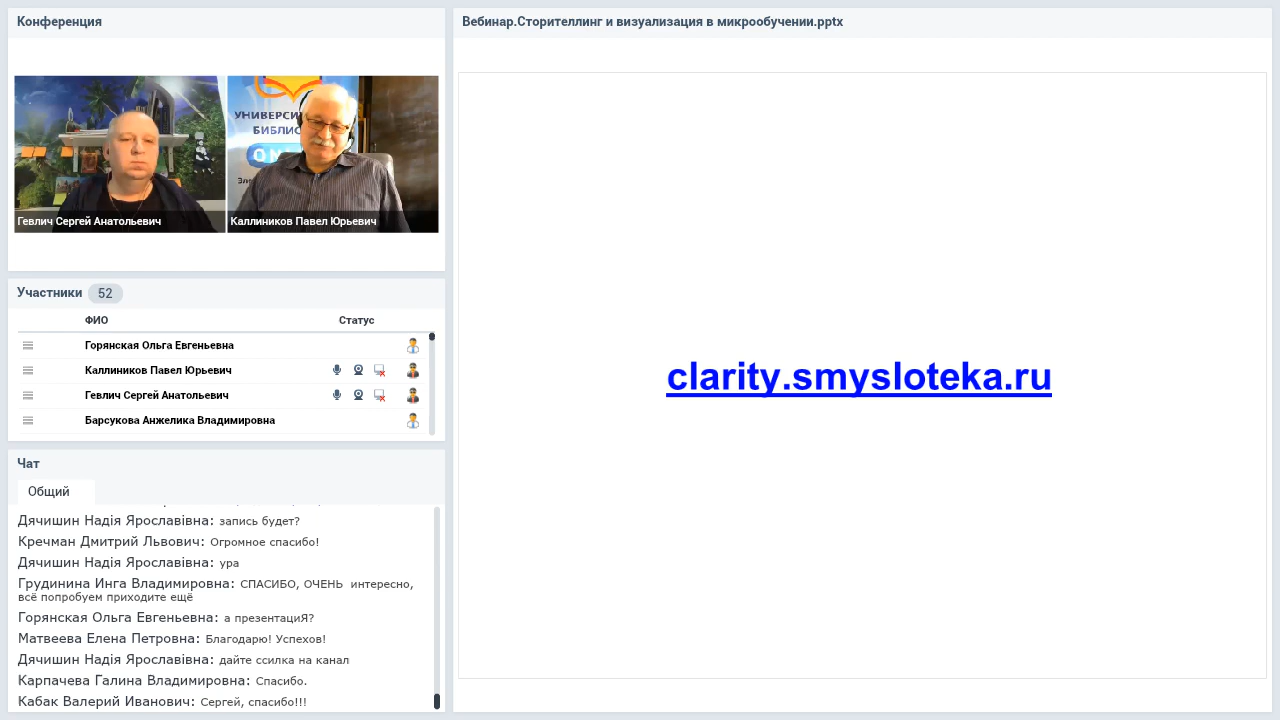 Конференция
УНИВЕРСИ
БИБЛИО
ON
Эле
Гевлич Сергей Анатольевич
Каллиников Павел Юрьевич
Участники 52
ФИО Статус
Горянская Ольга Евгеньевна
Каллиников Павел Юрьевич
Гевлич Сергей Анатольевич
Барсукова Анжелика Владимировна
Чат
Общий
Дячишин Надія Ярославівна: запись будет?
Кречман Дмитрий Львович: Огромное спасибо!
Дячишин Надія Ярославівна: ура
Грудинина Инга Владимировна: СПАСИБО, ОЧЕНЬ интересно,
всё попробуем приходите ещё
Горянская Ольга Евгеньевна: а презентациЯ?
Матвеева Елена Петровна: Благодарю! Успехов!
Дячишин Надія Ярославівна: дайте ссилка на канал
Карпачева Галина Владимировна: Спасибо.
Кабак Валерий Иванович: Сергей, спасибо!!!
Вебинар.Сторителлинг и визуализация в микрообучении.pptx
clarity.smysloteka.ru